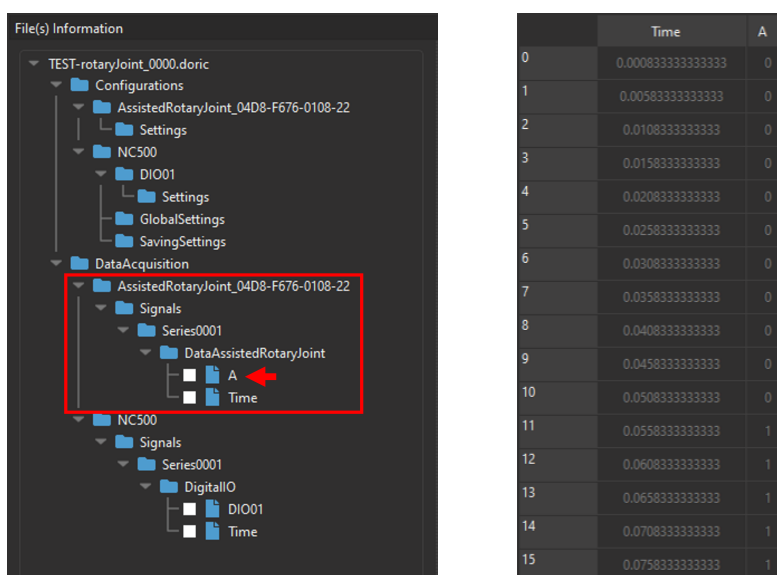 File(s) Information
TEST-rotaryJoint_0000.doric
Configurations
AssistedRotaryJoint_04D8-F676-0108-22
Settings
NC500
DIO01
Settings
GlobalSettings
SavingSettings
DataAcquisition
AssistedRotaryJoint_04D8-F676-0108-22
Signals
Series0001
DataAssistedRotaryJoint
A
Time
NC500
Signals
Series0001
DigitalIO
DIO01
Time
Time A
0 0.000833333333333 0
1 0.00583333333333 0
2 0.0108333333333 0
3 0.0158333333333 0
4 0.0208333333333 0
5 0.0258333333333 0
6 0.0308333333333 0
7 0.0358333333333 0
8 0.0408333333333 0
9 0.0458333333333 0
10 0.0508333333333 0
11 0.0558333333333 1
12 0.0608333333333 1
13 0.0658333333333 1
14 0.0708333333333 1
15 0.0758333333333 1